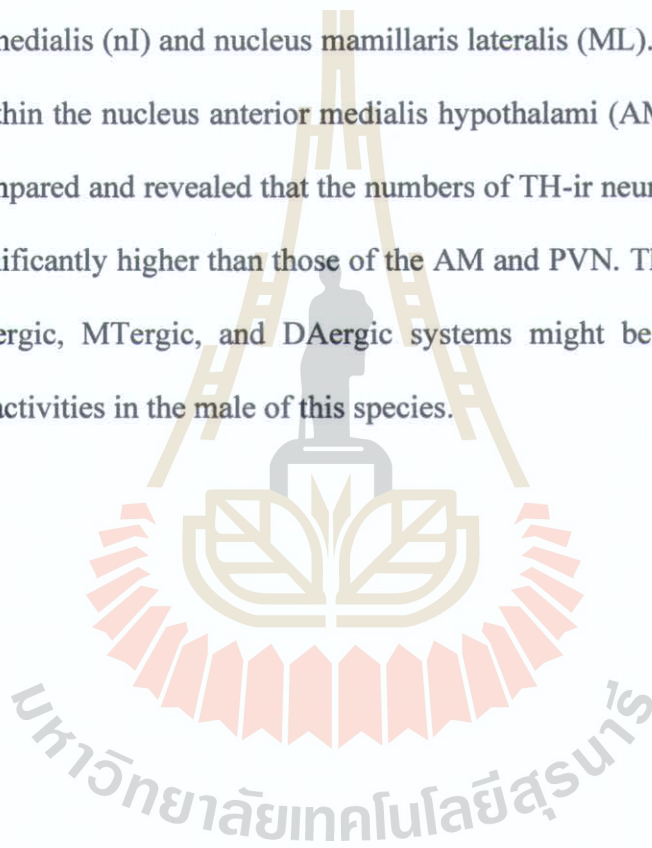 medialis (nI) and nucleus mamillaris lateralis (ML).
thin the nucleus anterior medialis hypothalami (AM
mpared and revealed that the numbers of TH-ir neur
nificantly higher than those of the AM and PVN. Th
ergic, MTergic, and DAergic systems might be
activities in the male of this species.
มหาวิทยาลัยเทคโนโลยีสุรนารี